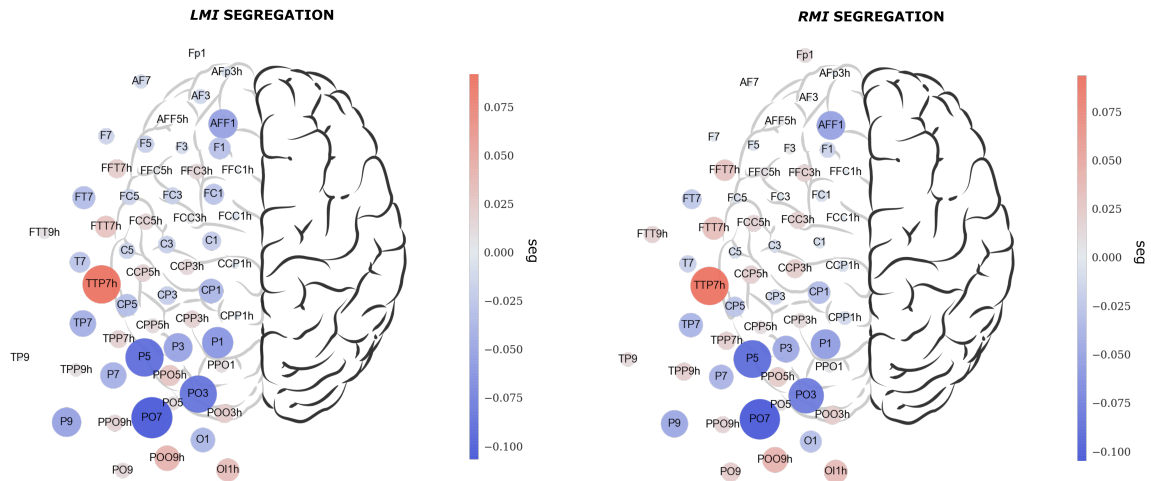 LMI SEGREGATION
Fp1
AF7
AFp3h
AF3
AFF5h
AFF1
F7
F5
F3
F1
FFT7h
FFC5h
FFC3h
FFC1h
FT7
FC5
FC3
FC1
FTT9h
FTT7h
FCC5h
FCC3h
FCC1h
T7
C5
C3
C1
TTP7h
CCP5h
CCP3h
CCP1h
CP5
CP3
CP1
TP7
TPP7h
CPP5h
CPP3h
CPP1h
TP9
TPP9h
P7
P5
P3
P1
PPO5h
PPO1
P9
PPO9h
PO7
PO5
PO3
POO3h
O1
PO9
POO9h
OI1h
0.075
0.050
0.025
0.000
−0.025
−0.050
−0.075
−0.100
seg
RMI SEGREGATION
Fp1
AF7
AFp3h
AF3
AFF5h
AFF1
F7
F5
F3
F1
FFT7h
FFC5h
FFC3h
FFC1h
FT7
FC5
FC3
FC1
FTT9h
FTT7h
FCC5h
FCC3h
FCC1h
T7
C5
C3
C1
TTP7h
CCP5h
CCP3h
CCP1h
CP5
CP3
CP1
TP7
TPP7h
CPP5h
CPP3h
CPP1h
TP9
TPP9h
P7
P5
P3
P1
PPO5h
PPO1
P9
PPO9h
PO7
PO5
PO3
POO3h
O1
PO9
POO9h
OI1h
0.075
0.050
0.025
0.000
−0.025
−0.050
−0.075
−0.100
seg